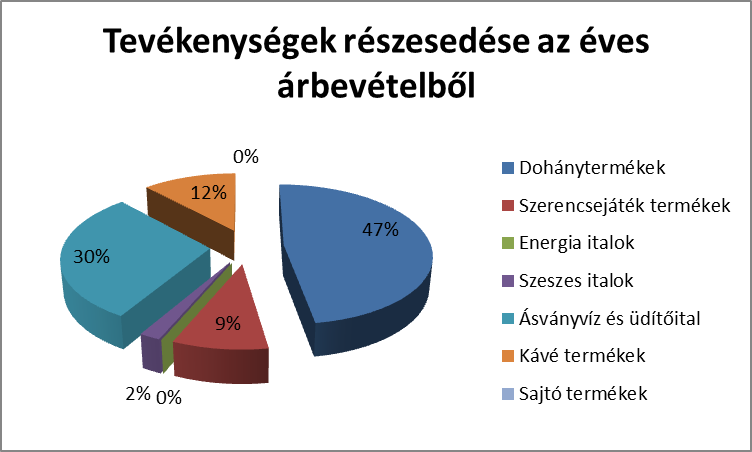 Tevékenységek részesedése az éves
árbevételből
0%
12%
47%
30%
9%
2%
0%
Dohánytermékek
Szerencsejáték termékek
Energia italok
Szeszes italok
Ásványvíz és üdítőital
Kávé termékek
Sajtó termékek